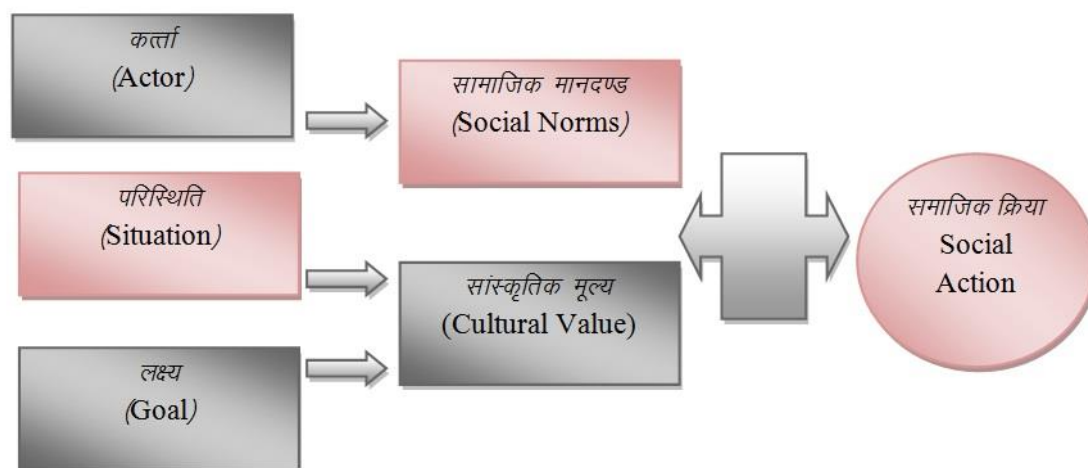 कर्त्ता
(Actor)
सामाजिक मानदण्ड
(Social Norms)
परिस्थिति
(Situation)
सांस्कृतिक मूल्य
(Cultural Value)
लक्ष्य
(Goal)
समाजिक क्रिया
Social
Action